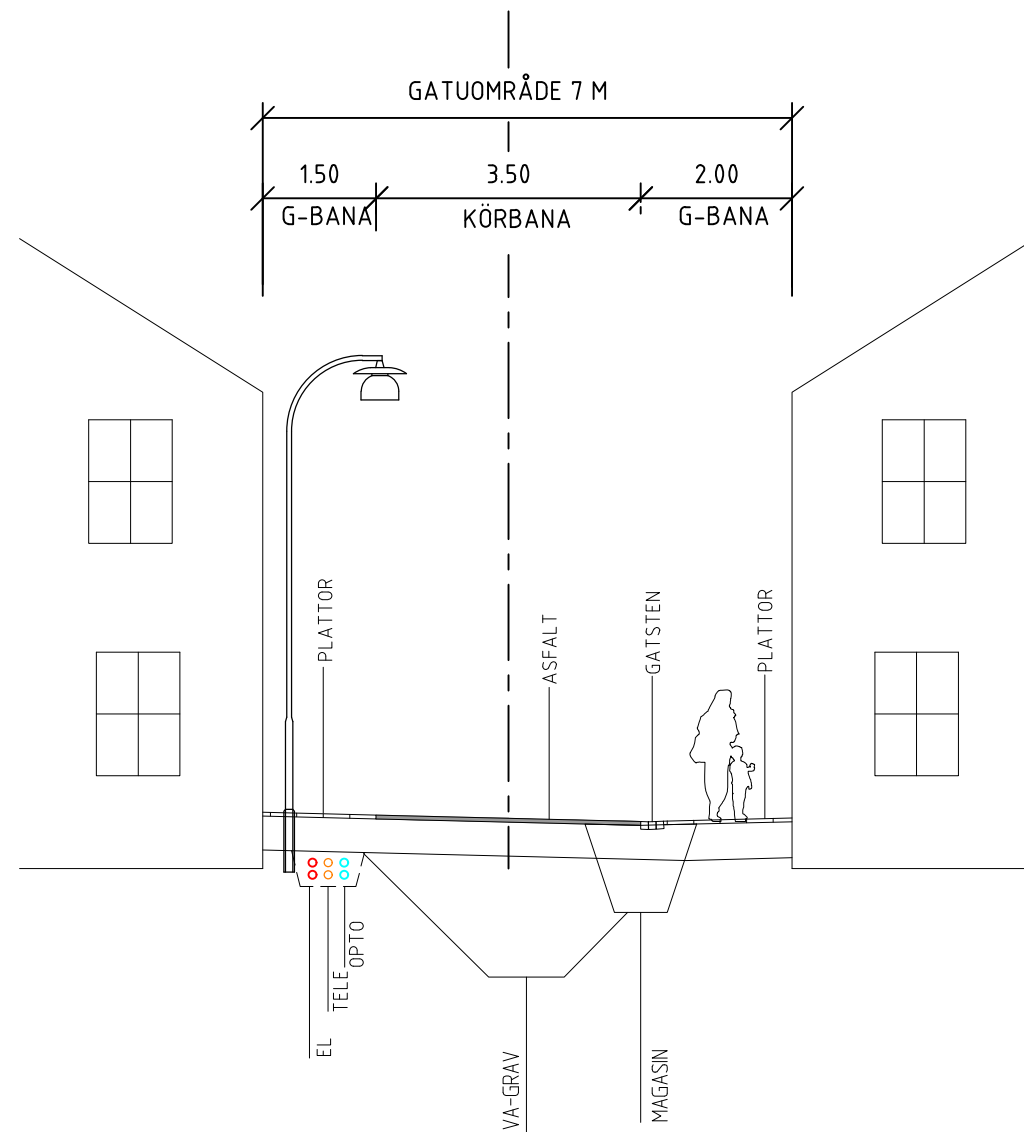 GATUOMRÅDE 7 M
1.50 3.50 2.00
G-BANA KÖRBANA G-BANA
PLATTOR
ASFALT
GATSTEN
PLATTOR
OPTO
TELE
EL
VA-GRAV
MAGASIN